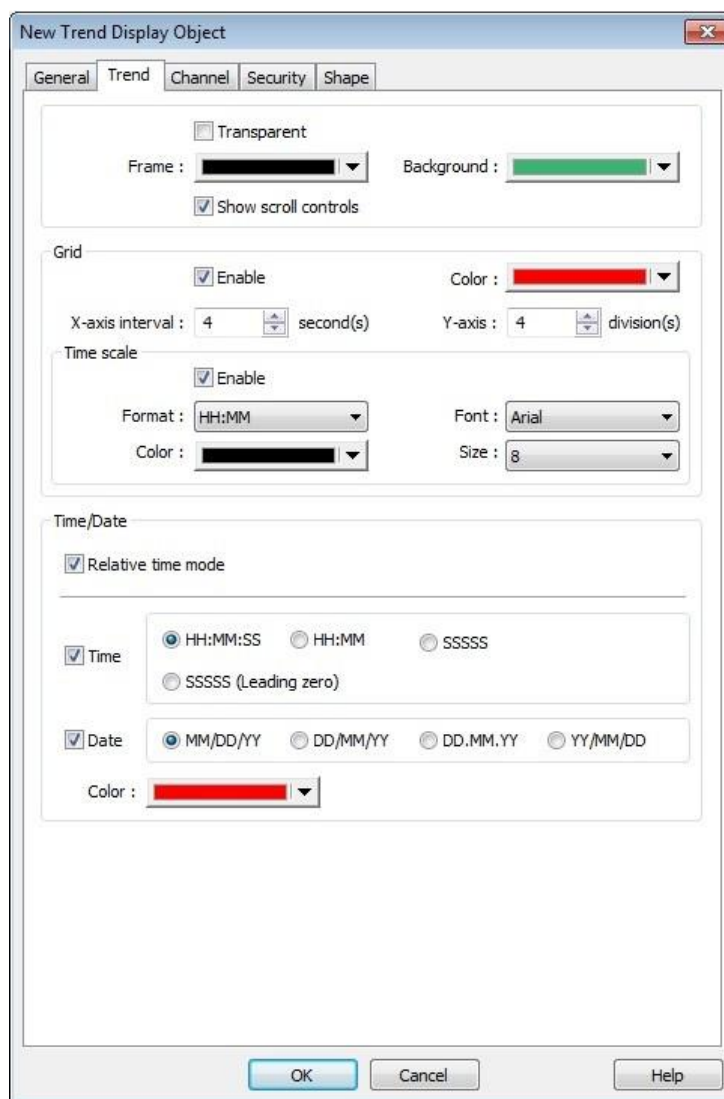 New Trend Display Object
General Trend Channel Security Shape
Transparent
Frame : Background :
Show scroll controls
Grid
Enable Color :
X-axis interval : 4 second(s) Y-axis : 4 division(s)
Time scale
Enable
Format : HH:MM Font : Arial
Color : Size : 8
Time/Date
Relative time mode
Time HH:MM:SS HH:MM SSSSS
SSSSS (Leading zero)
Date MM/DD/YY DD/MM/YY DD.MM.YY YY/MM/DD
Color :
OK Cancel Help